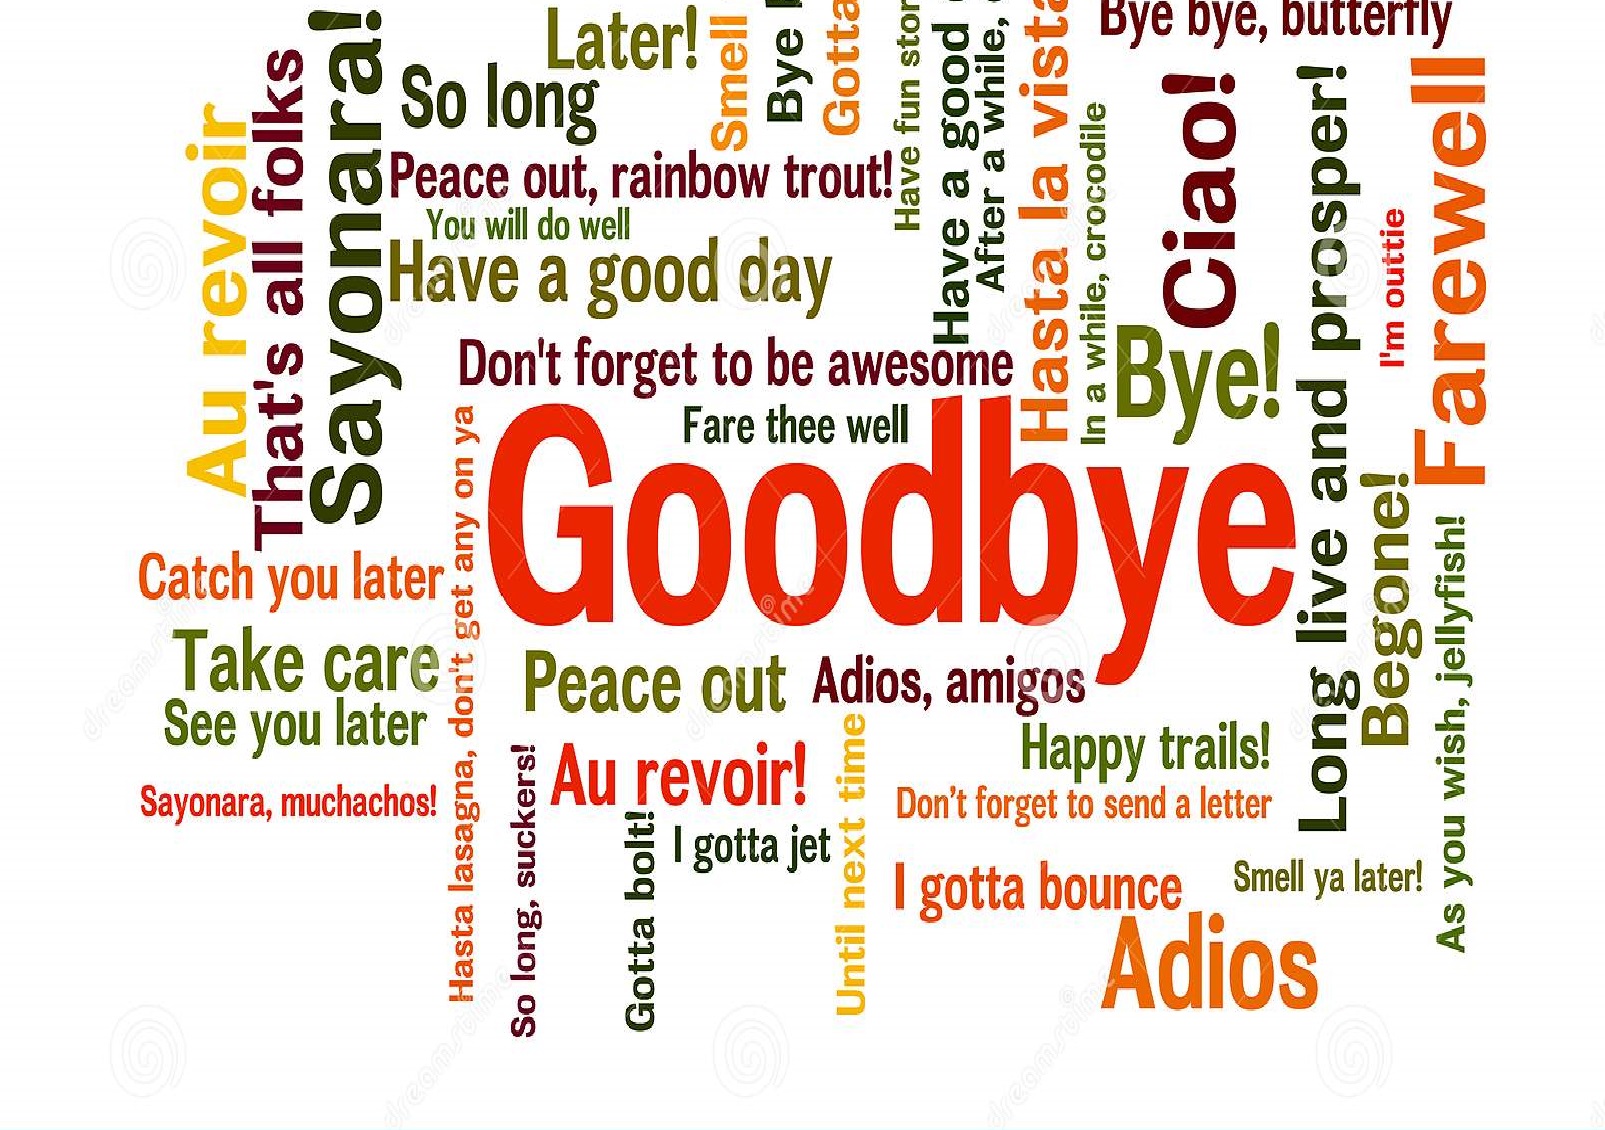 Later!
Smell
Bye
Gotta
Have fun
Have a good
After a while,
Hasta la vista
Bye bye, butterfly
So long
Au revoir
That's all folks
Sayonara!
Peace out, rainbow trout!
You will do well
Have a good day
In a while, crocodile
Ciao!
Long live and prosper!
I'm outtie
Farewell
Don't forget to be awesome
Bye!
Fare thee well
Goodbye
Hasta lasagna, don't get any on ya
Catch you later
Begone!
As you wish, jellyfish!
Take care
Peace out
Adios, amigos
See you later
Happy trails!
Au revoir!
Sayonara, muchachos!
So long, suckers!
Gotta bolt!
Until next time
Don’t forget to send a letter
I gotta jet
I gotta bounce
Smell ya later!
Adios
dreamstime